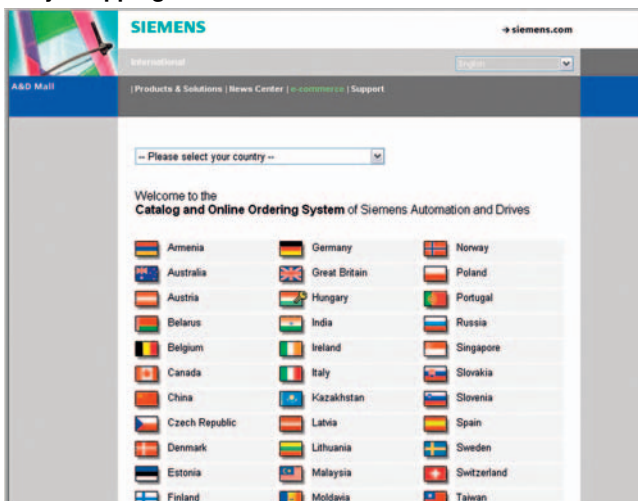 SIEMENS
→ siemens.com
International
English
A&D Mall
| Products & Solutions | News Center | e-commerce | Support
-- Please select your country --
Welcome to the
Catalog and Online Ordering System of Siemens Automation and Drives
Armenia Germany Norway
Australia Great Britain Poland
Austria Hungary Portugal
Belarus India Russia
Belgium Ireland Singapore
Canada Italy Slovakia
China Kazakhstan Slovenia
Czech Republic Latvia Spain
Denmark Lithuania Sweden
Estonia Malaysia Switzerland
Finland Moldavia Taiwan